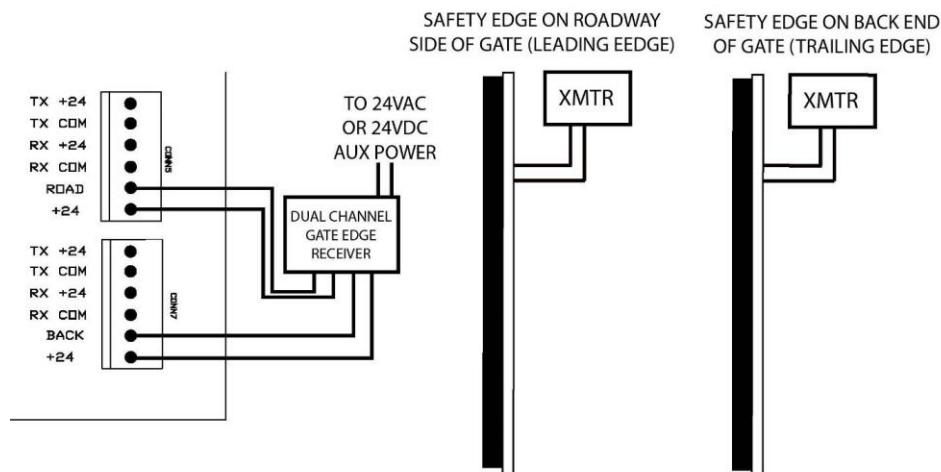 SAFETY EDGE ON ROADWAY
SIDE OF GATE (LEADING EEDGE)
SAFETY EDGE ON BACK END
OF GATE (TRAILING EDGE)
XMTR
XMTR
TO 24VAC
OR 24VDC
AUX POWER
TX +24
TX COM
RX +24
RX COM
ROAD
+24
CONN5
DUAL CHANNEL
GATE EDGE
RECEIVER
TX +24
TX COM
RX +24
RX COM
BACK
+24
CONN7